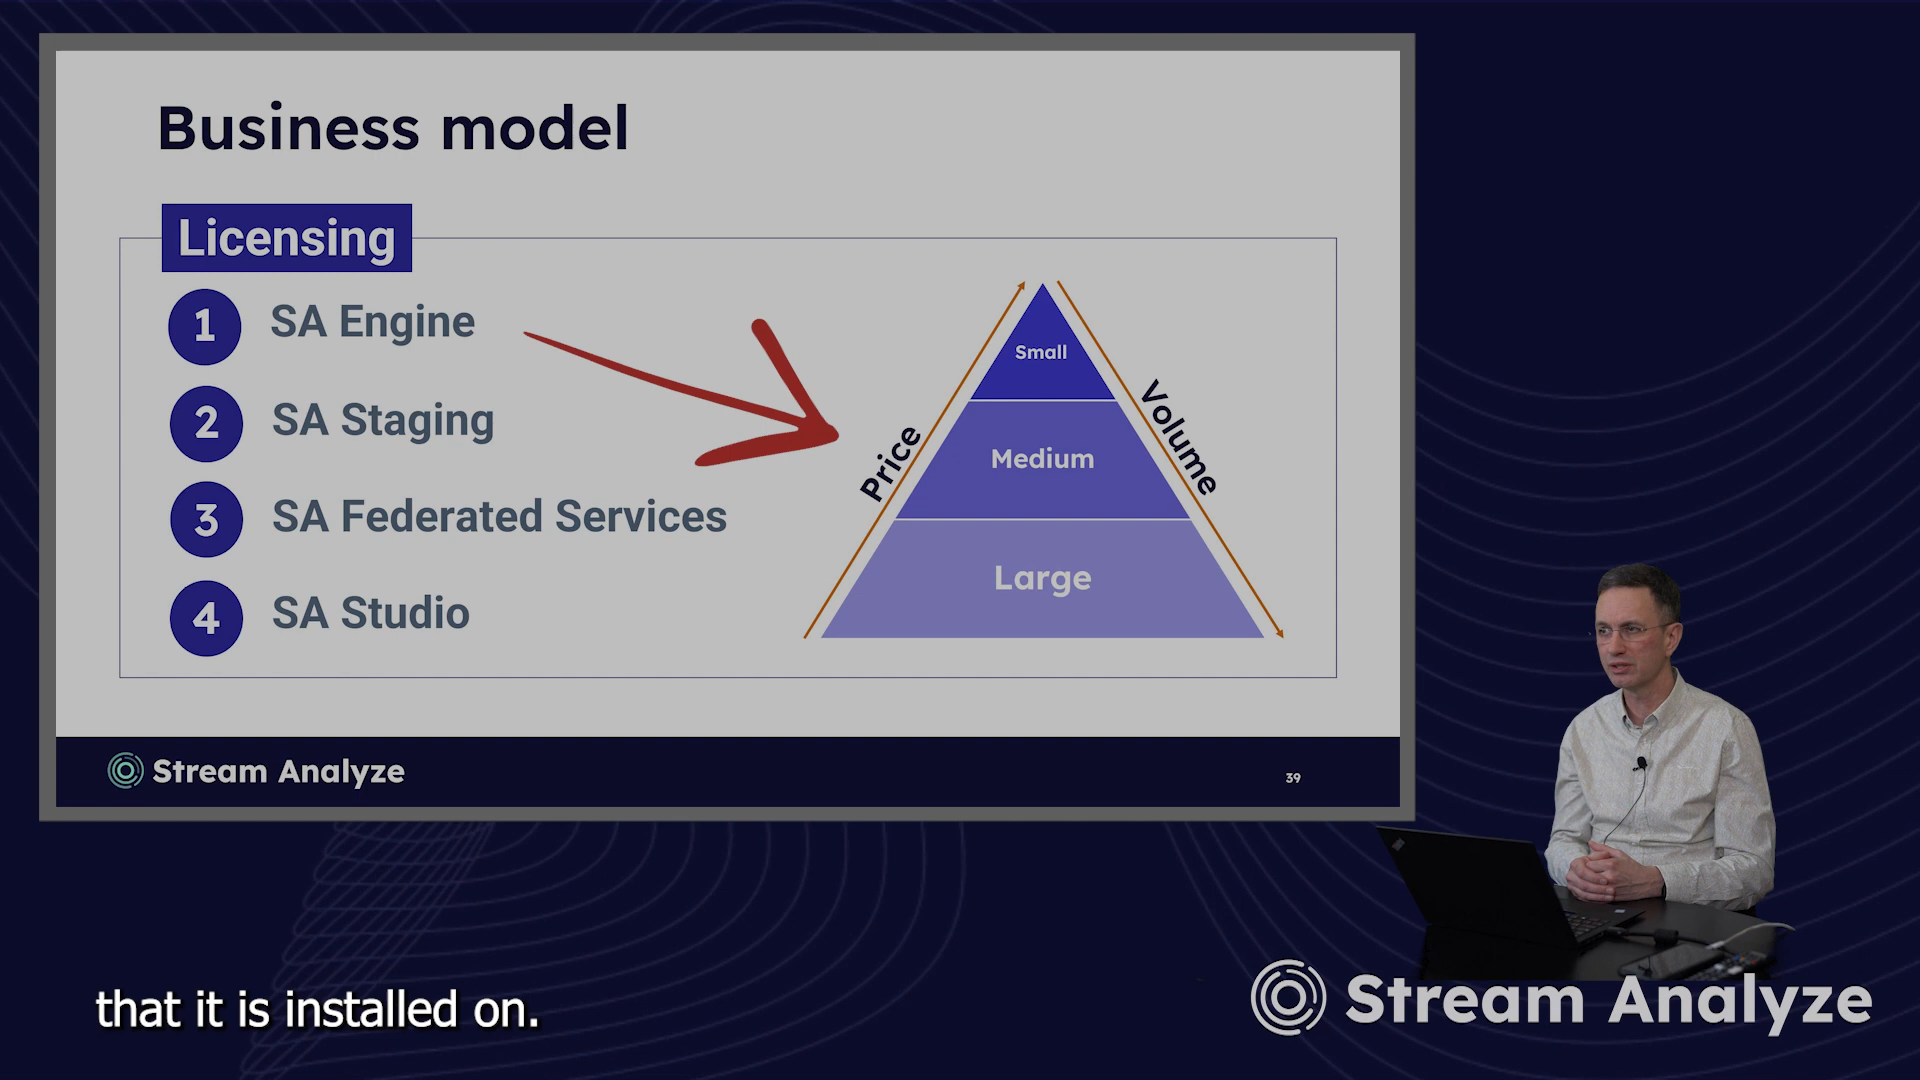 Business model
Licensing
1 SA Engine
2 SA Staging
3 SA Federated Services
4 SA Studio
Price
Volume
Small
Medium
Large
Stream Analyze
39
that it is installed on.
Stream Analyze